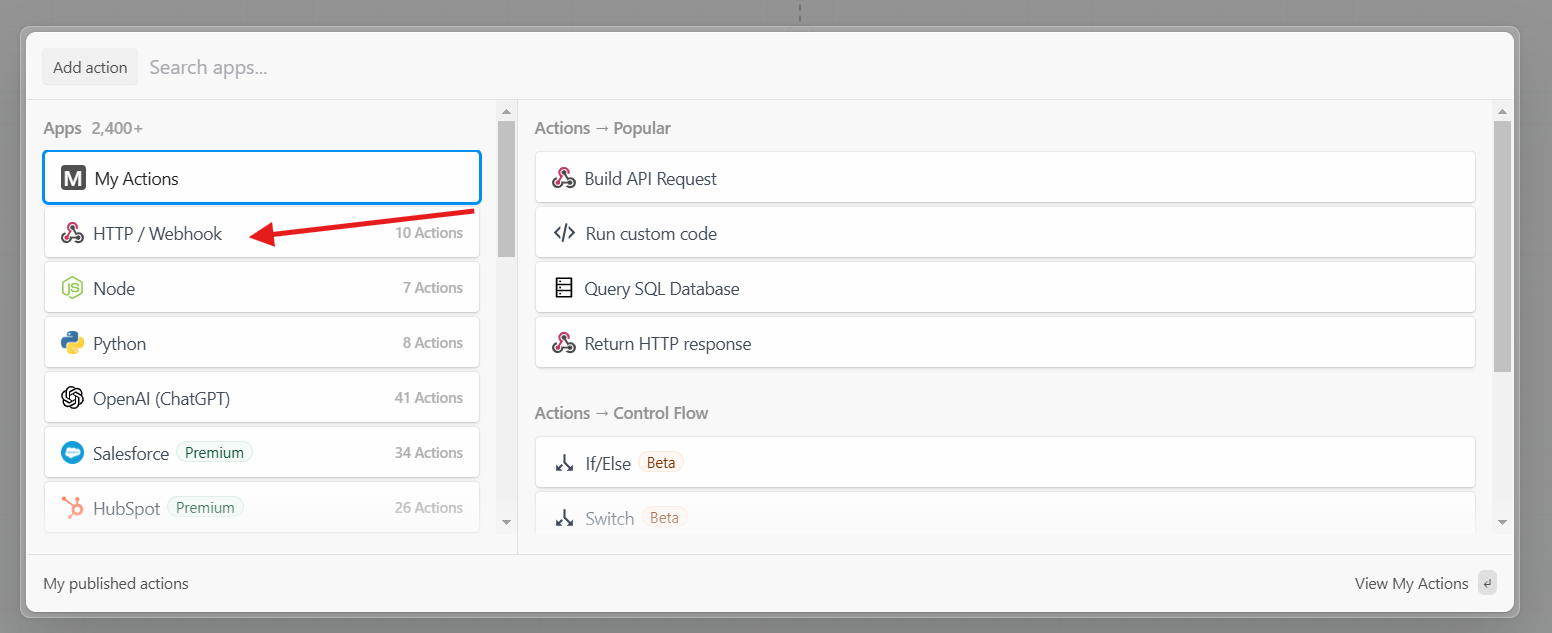 Add action Search apps...
Apps 2,400+
M My Actions
HTTP / Webhook 10 Actions
JS Node 7 Actions
Python 8 Actions
OpenAI (ChatGPT) 41 Actions
Salesforce Premium 34 Actions
HubSpot Premium 26 Actions
Actions → Popular
Build API Request
</> Run custom code
Query SQL Database
Return HTTP response
Actions → Control Flow
If/Else Beta
Switch Beta
My published actions
View My Actions ↵